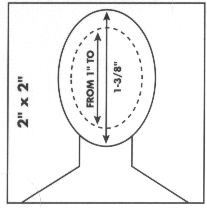 2" x 2"
FROM 1" TO
1-3/8"